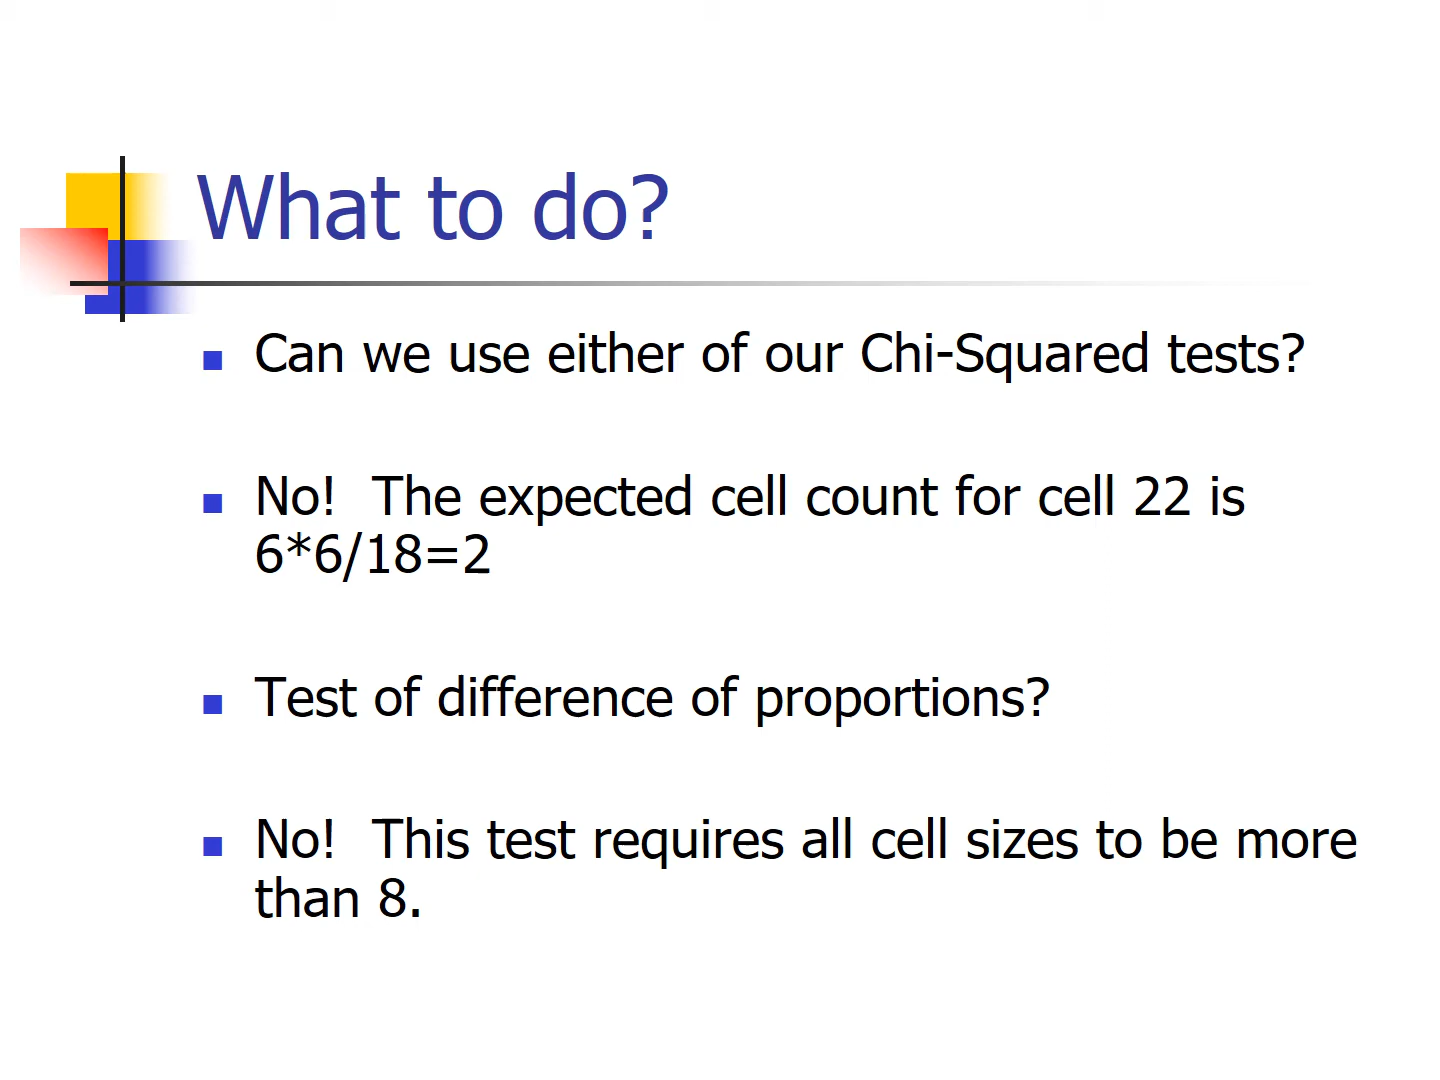 What to do?
Can we use either of our Chi-Squared tests?
No!  The expected cell count for cell 22 is
6*6/18=2
Test of difference of proportions?
No!  This test requires all cell sizes to be more
than 8.